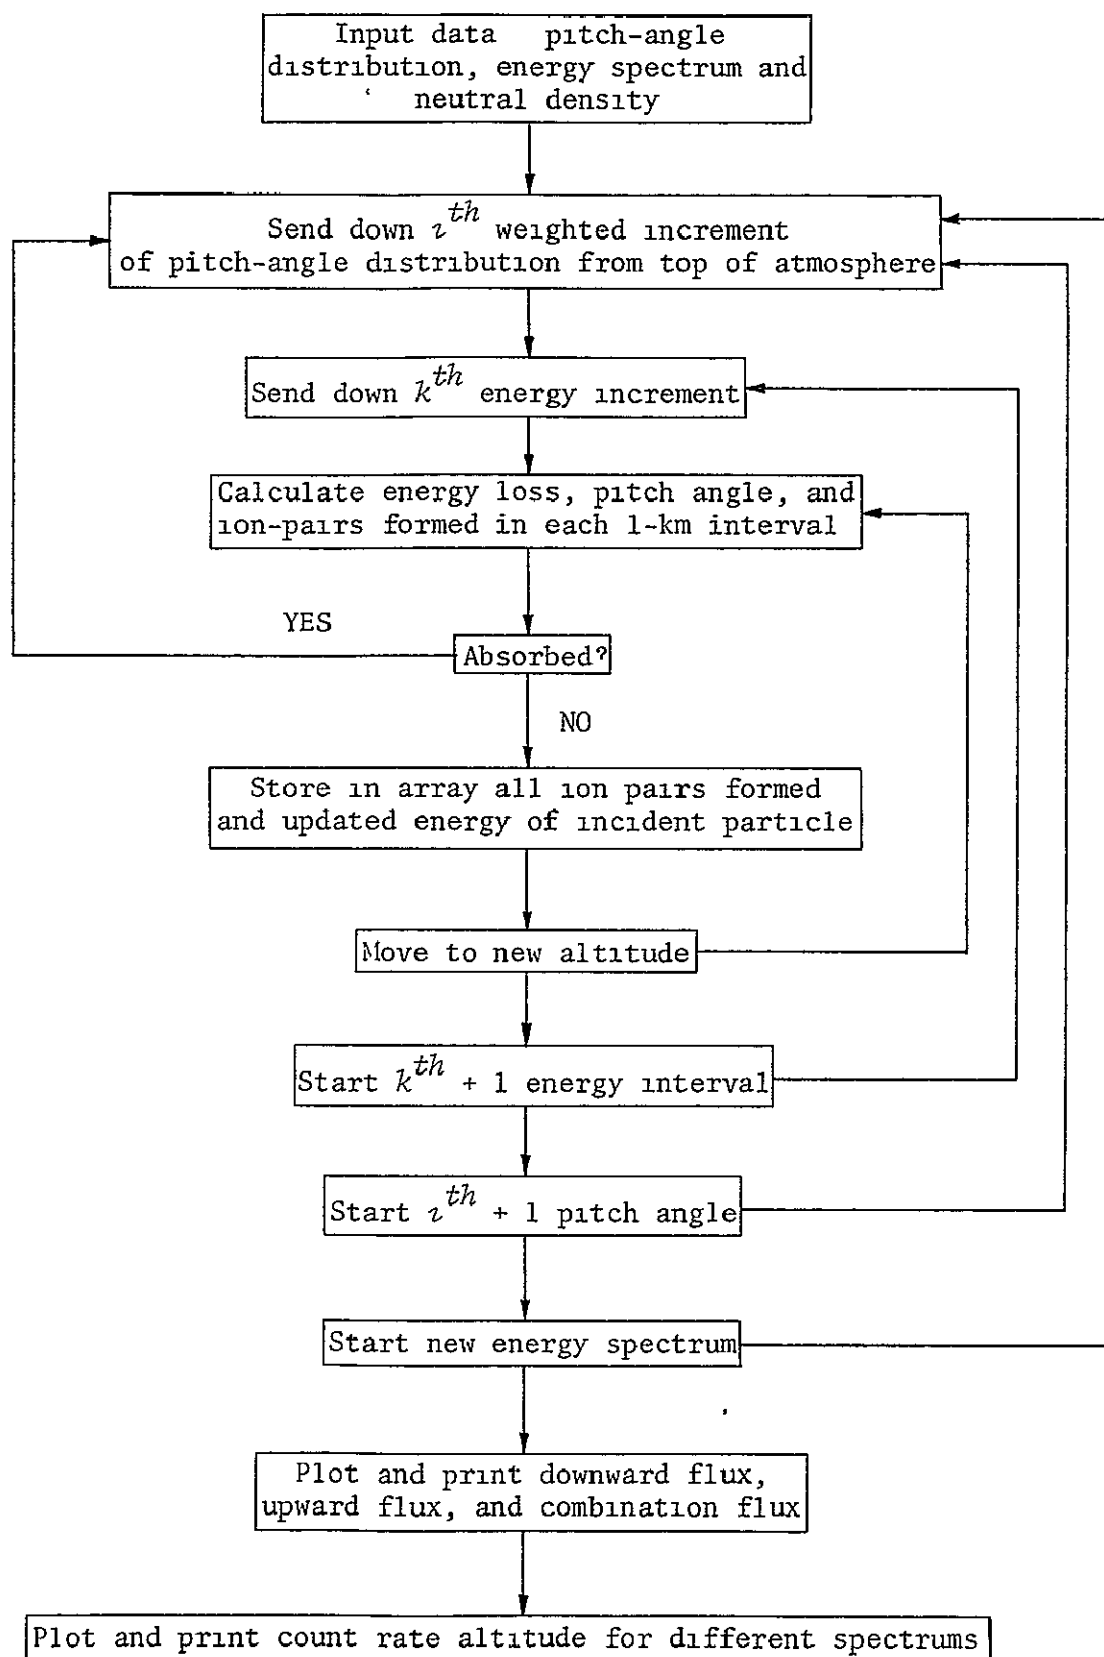 Input data pitch-angle
distribution, energy spectrum and
neutral density
Send down i^th weighted increment
of pitch-angle distribution from top of atmosphere
Send down k^th energy increment
Calculate energy loss, pitch angle, and
ion-pairs formed in each 1-km interval
YES
Absorbed?
NO
Store in array all ion pairs formed
and updated energy of incident particle
Move to new altitude
Start k^th + 1 energy interval
Start i^th + 1 pitch angle
Start new energy spectrum
Plot and print downward flux,
upward flux, and combination flux
Plot and print count rate altitude for different spectrums